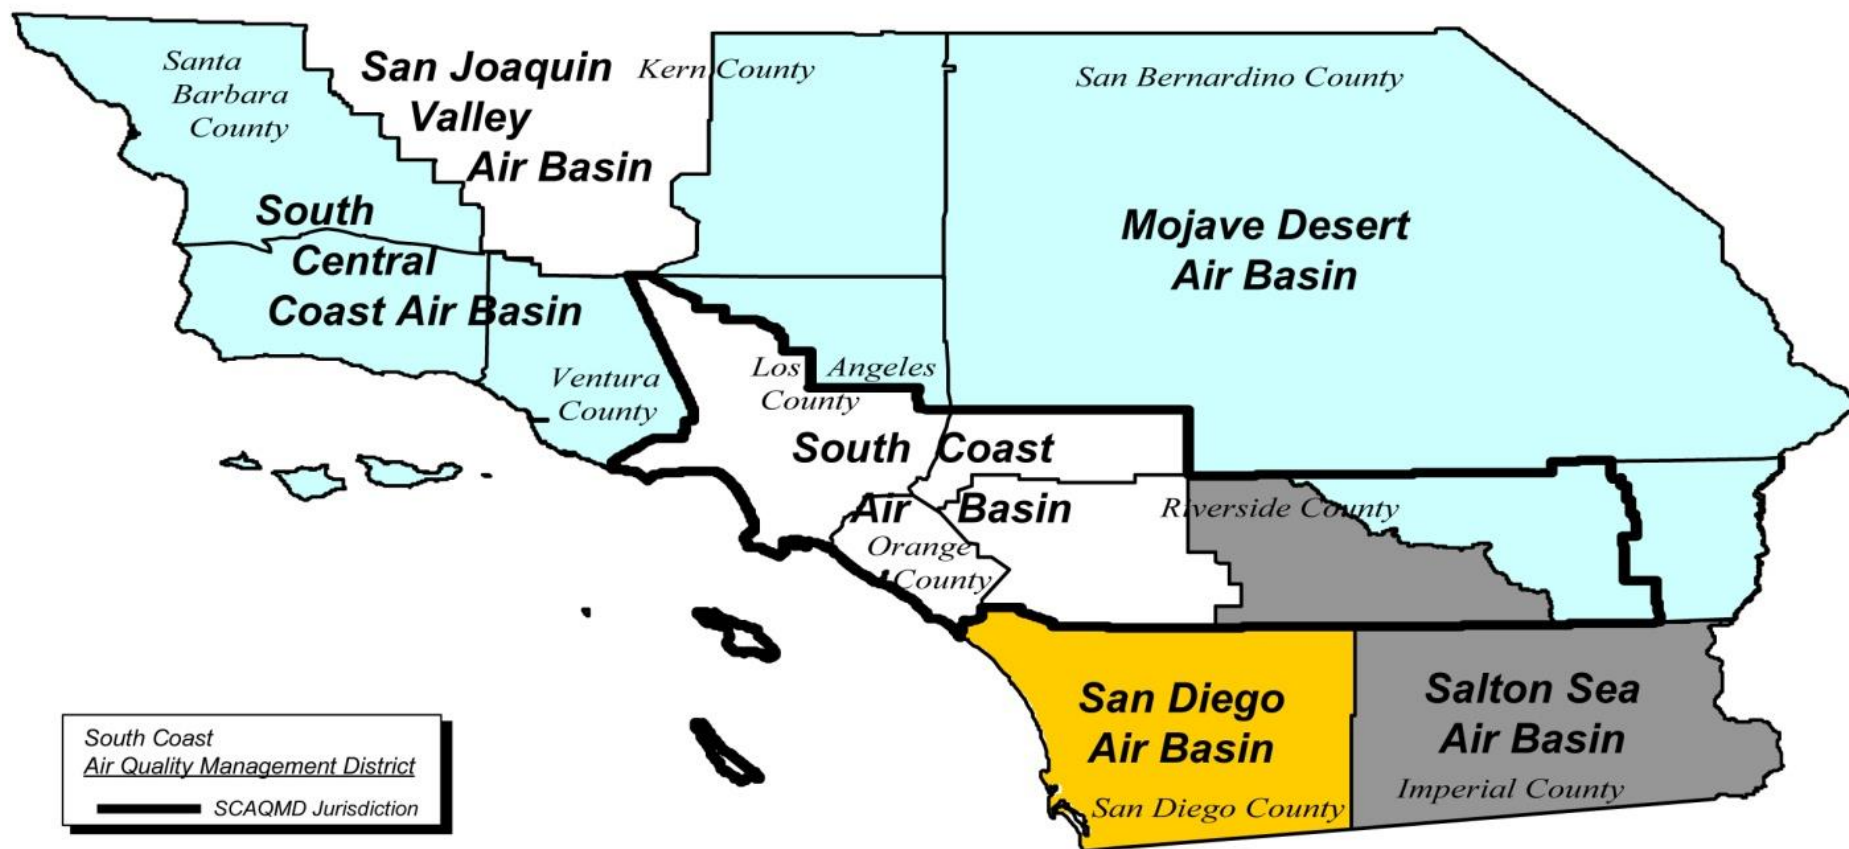 Santa
Barbara
County
San Joaquin
Valley
Air Basin
Kern County
San Bernardino County
South
Central
Coast Air Basin
Mojave Desert
Air Basin
Ventura
County
Los Angeles
County
South Coast
Air Basin
Orange
County
Riverside County
San Diego
Air Basin
San Diego County
Salton Sea
Air Basin
Imperial County
South Coast
Air Quality Management District
SCAQMD Jurisdiction